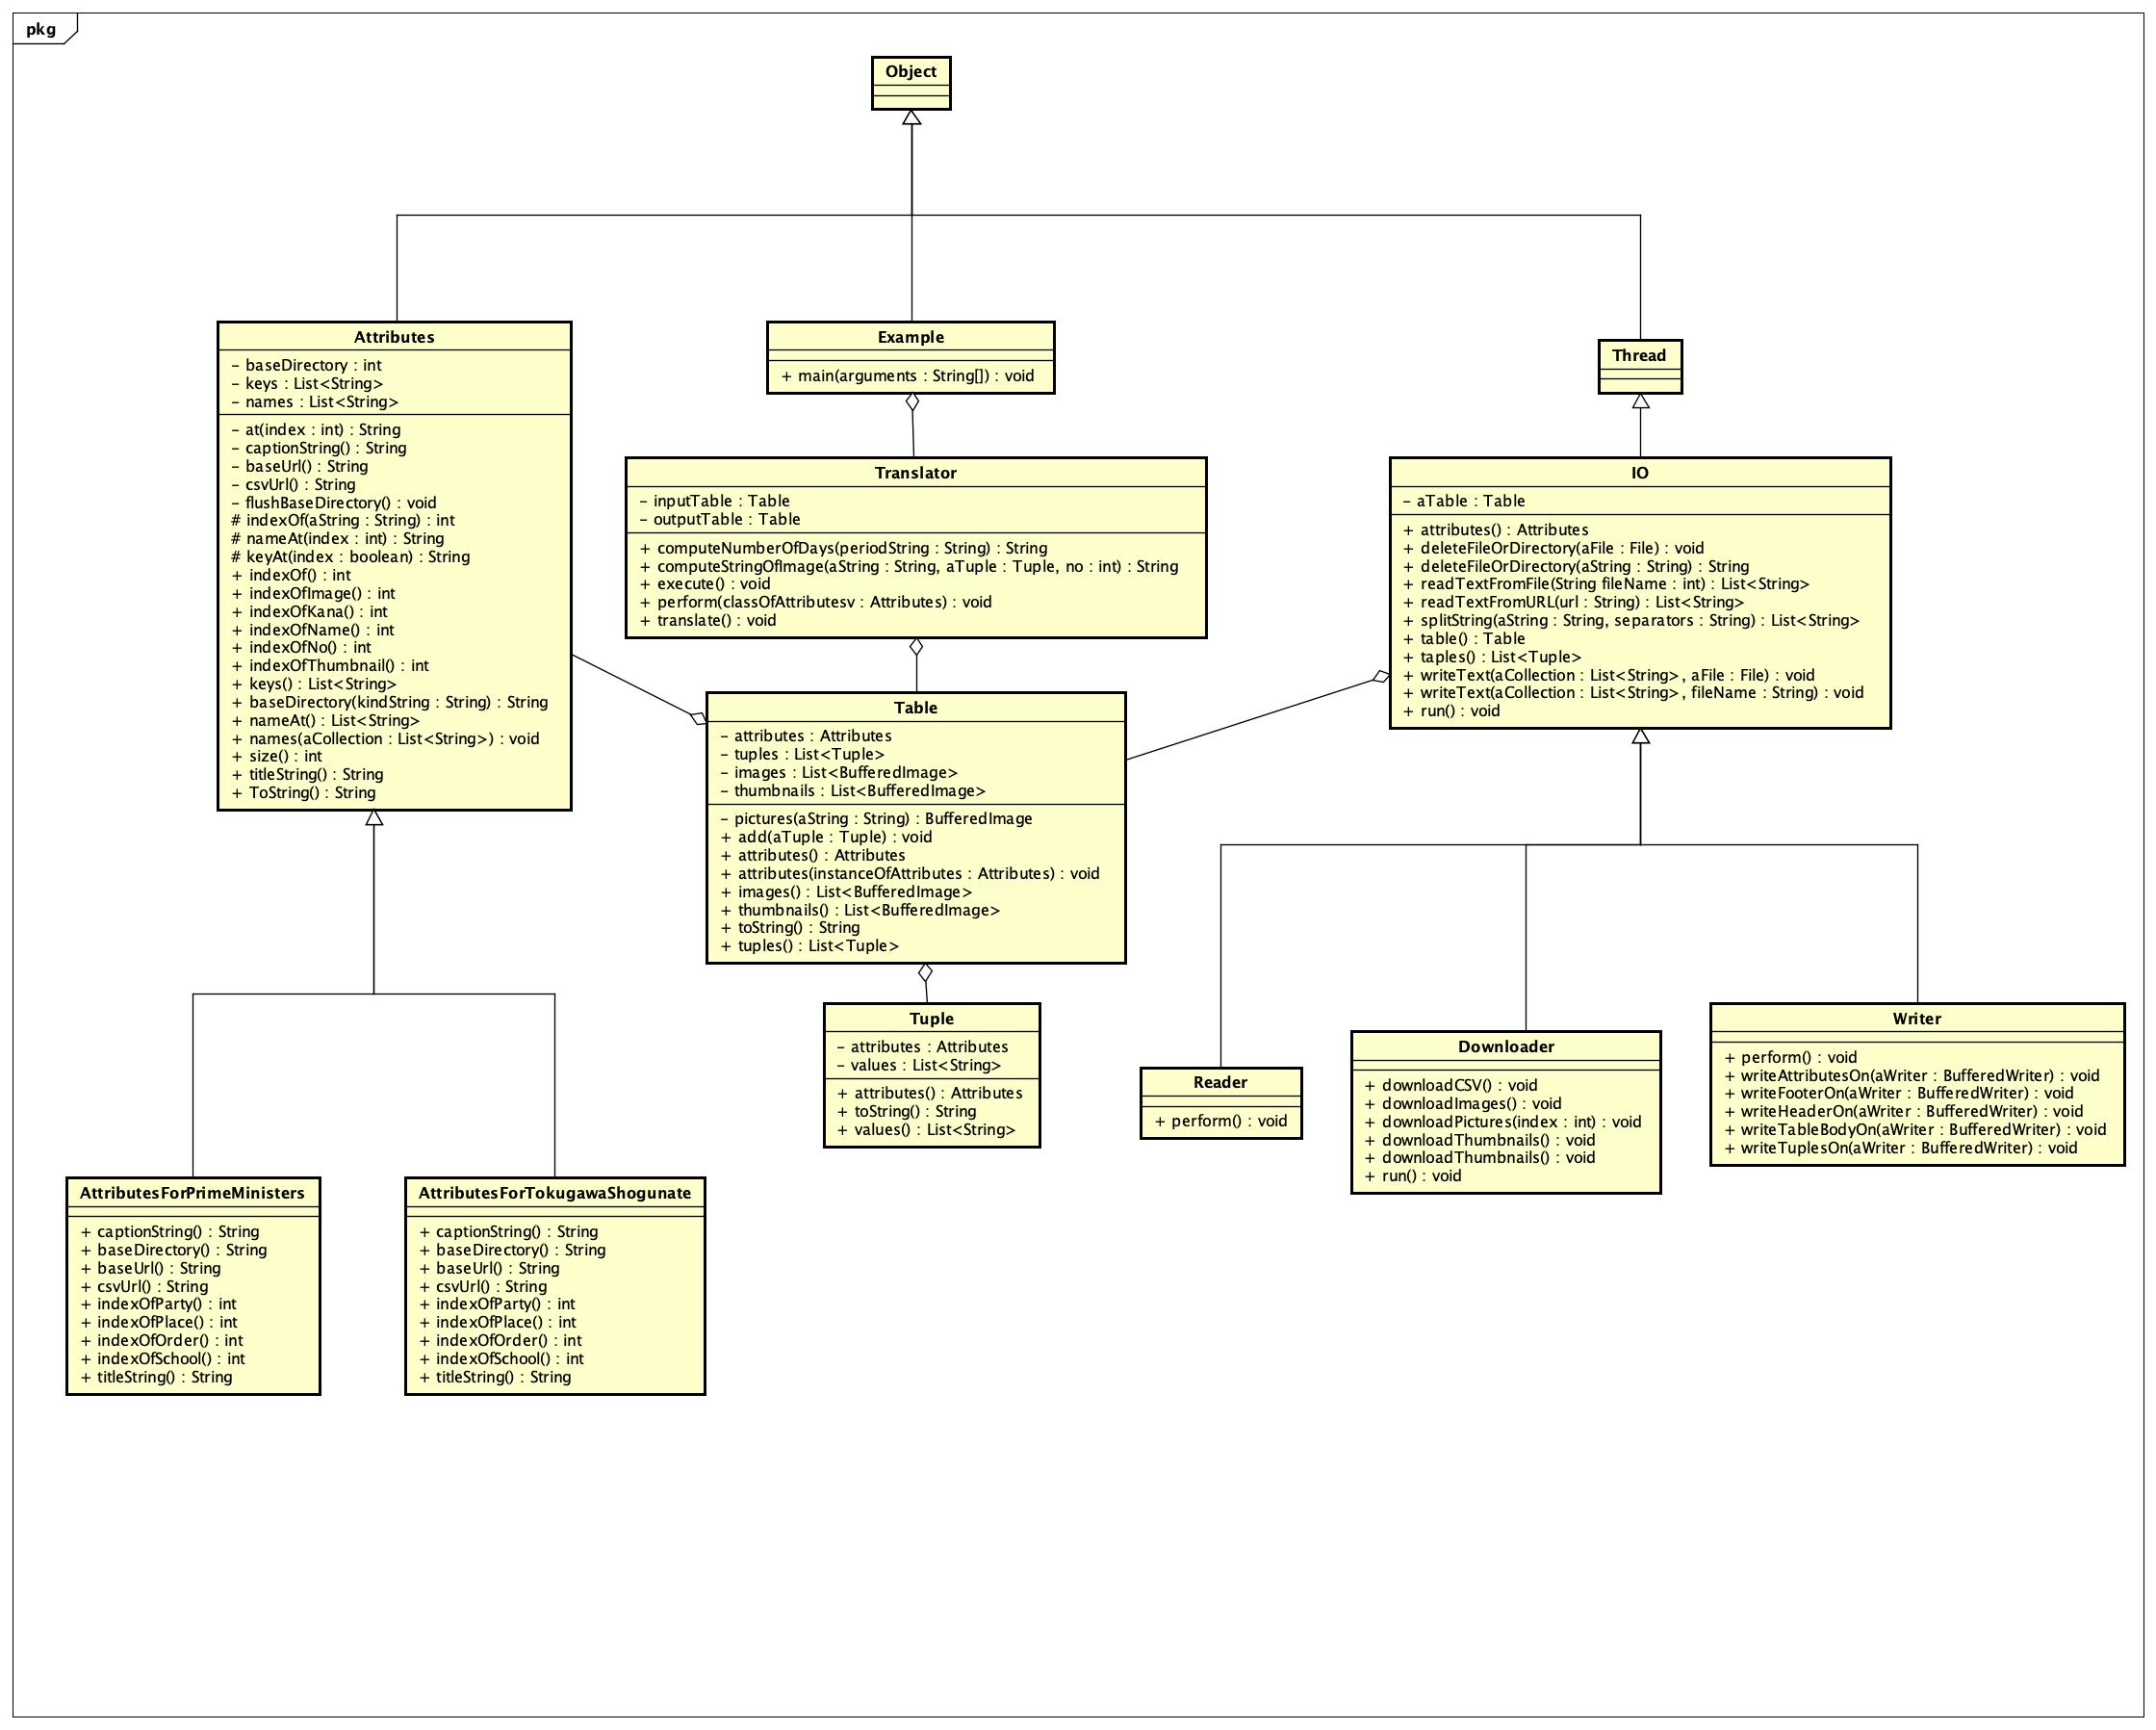 pkg
Object
Attributes
- baseDirectory : int
- keys : List<String>
- names : List<String>
- at(index : int) : String
- captionString() : String
- baseUrl() : String
- csvUrl() : String
- flushBaseDirectory() : void
# indexOf(aString : String) : int
# nameAt(index : int) : String
# keyAt(index : boolean) : String
+ indexOf() : int
+ indexOfImage() : int
+ indexOfKana() : int
+ indexOfName() : int
+ indexOfNo() : int
+ indexOfThumbnail() : int
+ keys() : List<String>
+ baseDirectory(kindString : String) : String
+ nameAt() : List<String>
+ names(aCollection : List<String>) : void
+ size() : int
+ titleString() : String
+ ToString() : String
Example
+ main(arguments : String[]) : void
Thread
Translator
- inputTable : Table
- outputTable : Table
+ computeNumberOfDays(periodString : String) : String
+ computeStringOfImage(aString : String, aTuple : Tuple, no : int) : String
+ execute() : void
+ perform(classOfAttributesv : Attributes) : void
+ translate() : void
IO
- aTable : Table
+ attributes() : Attributes
+ deleteFileOrDirectory(aFile : File) : void
+ deleteFileOrDirectory(aString : String) : String
+ readTextFromFile(String fileName : int) : List<String>
+ readTextFromURL(url : String) : List<String>
+ splitString(aString : String, separators : String) : List<String>
+ table() : Table
+ taples() : List<Tuple>
+ writeText(aCollection : List<String>, aFile : File) : void
+ writeText(aCollection : List<String>, fileName : String) : void
+ run() : void
Table
- attributes : Attributes
- tuples : List<Tuple>
- images : List<BufferedImage>
- thumbnails : List<BufferedImage>
- pictures(aString : String) : BufferedImage
+ add(aTuple : Tuple) : void
+ attributes() : Attributes
+ attributes(instanceOfAttributes : Attributes) : void
+ images() : List<BufferedImage>
+ thumbnails() : List<BufferedImage>
+ toString() : String
+ tuples() : List<Tuple>
Tuple
- attributes : Attributes
- values : List<String>
+ attributes() : Attributes
+ toString() : String
+ values() : List<String>
Reader
+ perform() : void
Downloader
+ downloadCSV() : void
+ downloadImages() : void
+ downloadPictures(index : int) : void
+ downloadThumbnails() : void
+ downloadThumbnails() : void
+ run() : void
Writer
+ perform() : void
+ writeAttributesOn(aWriter : BufferedWriter) : void
+ writeFooterOn(aWriter : BufferedWriter) : void
+ writeHeaderOn(aWriter : BufferedWriter) : void
+ writeTableBodyOn(aWriter : BufferedWriter) : void
+ writeTuplesOn(aWriter : BufferedWriter) : void
AttributesForPrimeMinisters
+ captionString() : String
+ baseDirectory() : String
+ baseUrl() : String
+ csvUrl() : String
+ indexOfParty() : int
+ indexOfPlace() : int
+ indexOfOrder() : int
+ indexOfSchool() : int
+ titleString() : String
AttributesForTokugawaShogunate
+ captionString() : String
+ baseDirectory() : String
+ baseUrl() : String
+ csvUrl() : String
+ indexOfParty() : int
+ indexOfPlace() : int
+ indexOfOrder() : int
+ indexOfSchool() : int
+ titleString() : String